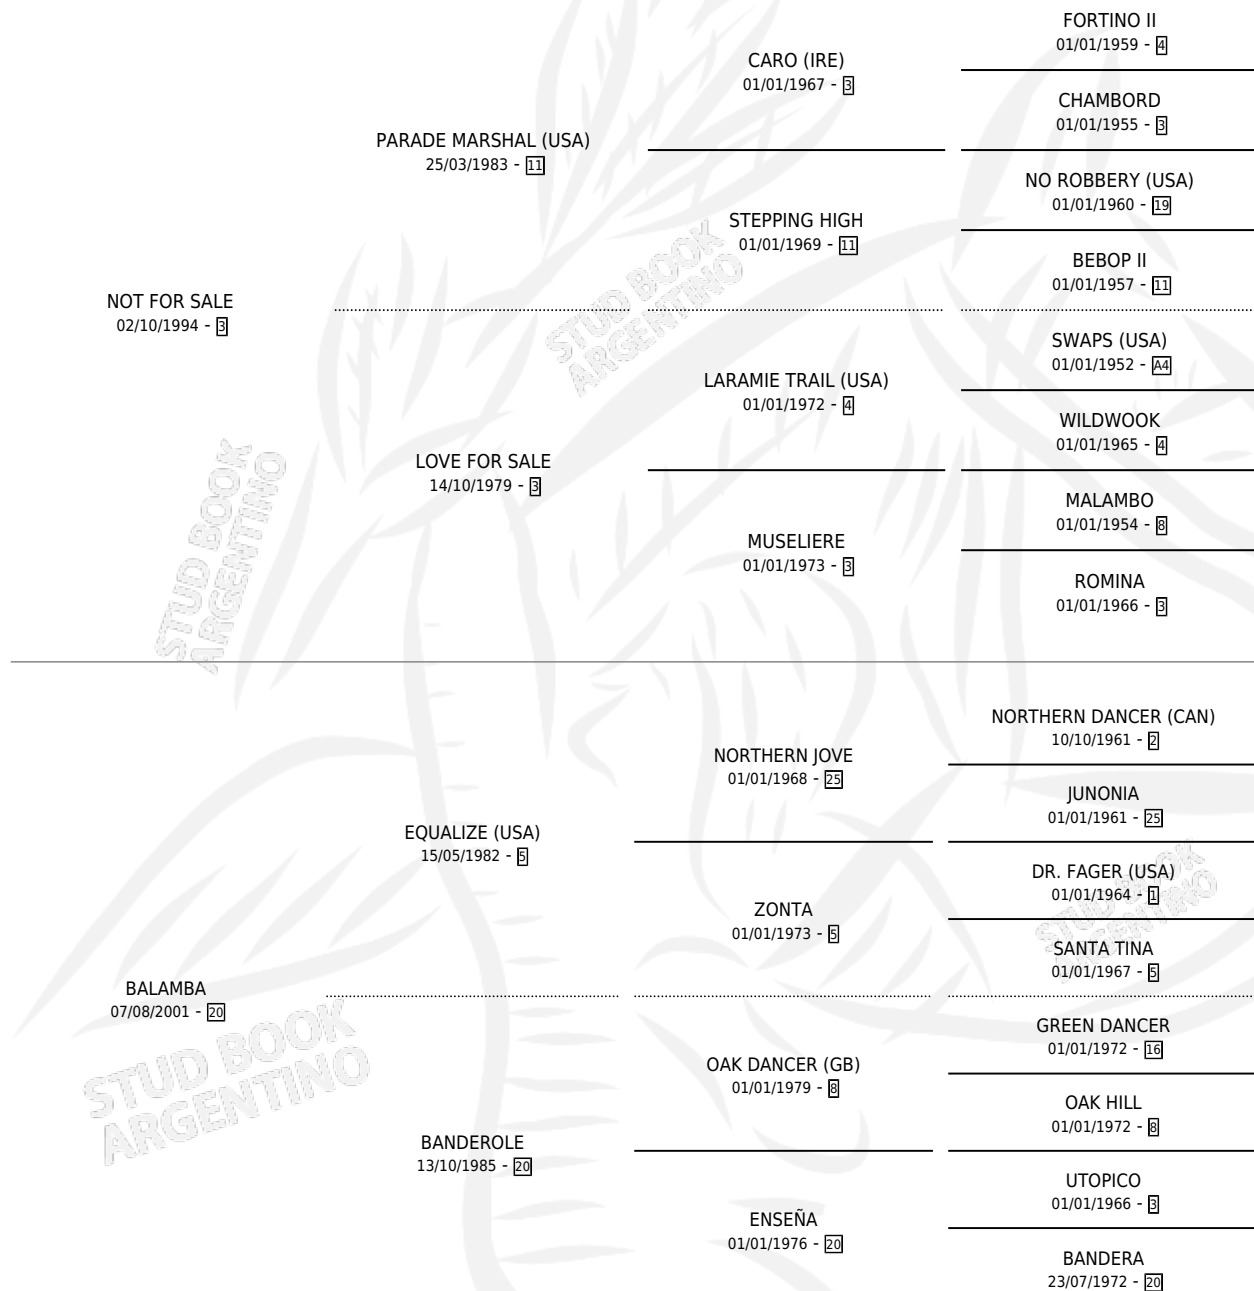 FORTINO II
01/01/1959 - 4
CARO (IRE)
01/01/1967 - 3
CHAMBORD
01/01/1955 - 3
PARADE MARSHAL (USA)
25/03/1983 - 11
NO ROBBERY (USA)
01/01/1960 - 19
STEPPING HIGH
01/01/1969 - 11
BEBOP II
01/01/1957 - 11
NOT FOR SALE
02/10/1994 - 3
STUD BOOK
ARGENTINO
SWAPS (USA)
01/01/1952 - A4
LARAMIE TRAIL (USA)
01/01/1972 - 4
WILDWOOK
01/01/1965 - 4
LOVE FOR SALE
14/10/1979 - 3
MALAMBO
01/01/1954 - 8
MUSELIERE
01/01/1973 - 3
ROMINA
01/01/1966 - 3
STUD BOOK
ARGENTINO
NORTHERN DANCER (CAN)
10/10/1961 - 2
NORTHERN JOVE
01/01/1968 - 25
JUNONIA
01/01/1961 - 25
EQUALIZE (USA)
15/05/1982 - 5
DR. FAGER (USA)
01/01/1964 - 1
ZONTA
01/01/1973 - 5
STUD BOOK
ARGENTINO
SANTA TINA
01/01/1967 - 5
BALAMBA
07/08/2001 - 20
STUD BOOK
ARGENTINO
GREEN DANCER
01/01/1972 - 16
OAK DANCER (GB)
01/01/1979 - 8
OAK HILL
01/01/1972 - 8
BANDEROLE
13/10/1985 - 20
UTOPICO
01/01/1966 - 3
ENSEÑA
01/01/1976 - 20
BANDERA
23/07/1972 - 20